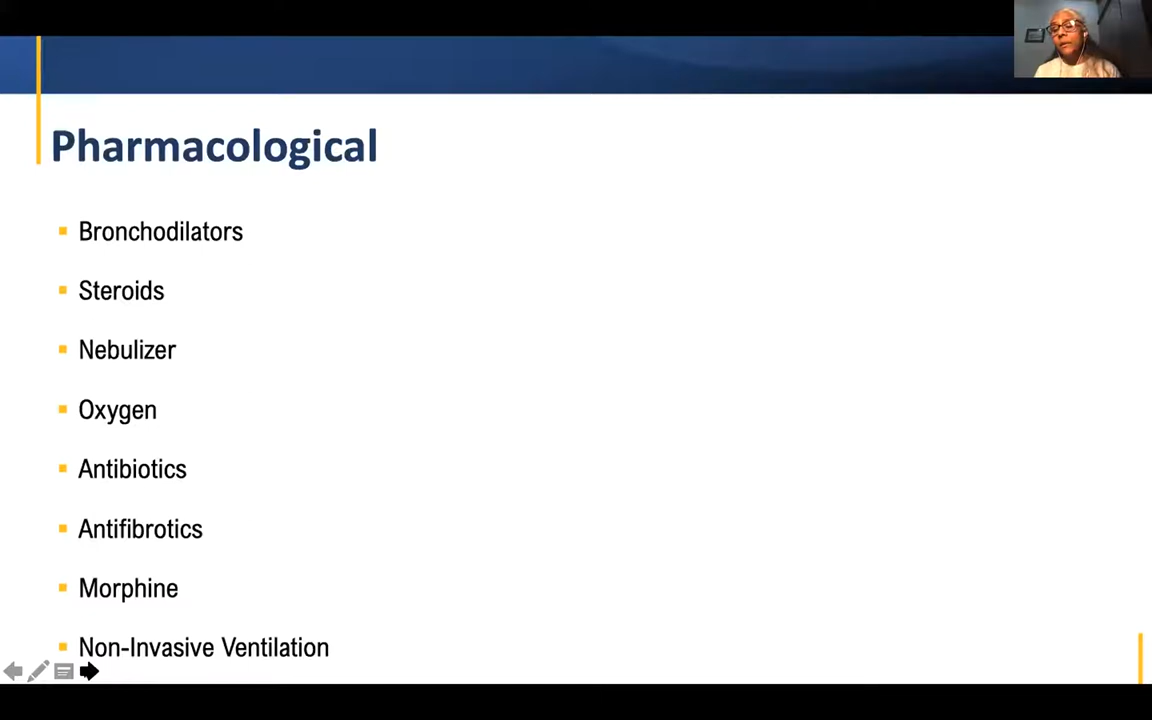 Pharmacological
Bronchodilators
Steroids
Nebulizer
Oxygen
Antibiotics
Antifibrotics
Morphine
Non-Invasive Ventilation